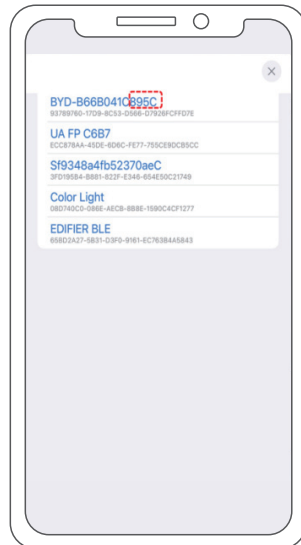 BYD-B66B041C895C
93789760-17D9-8C53-D566-D7926FCFFD7E
UA FP C6B7
ECC878AA-45DE-6D6C-FE77-755CE9DCB5CC
Sf9348a4fb52370aeC
3FD195B4-B881-822F-E346-654E50C21749
Color Light
08D740C0-086E-AECB-8B8E-1590C4CF1277
EDIFIER BLE
658D2A27-5B31-D3F0-9161-EC763B4A5843